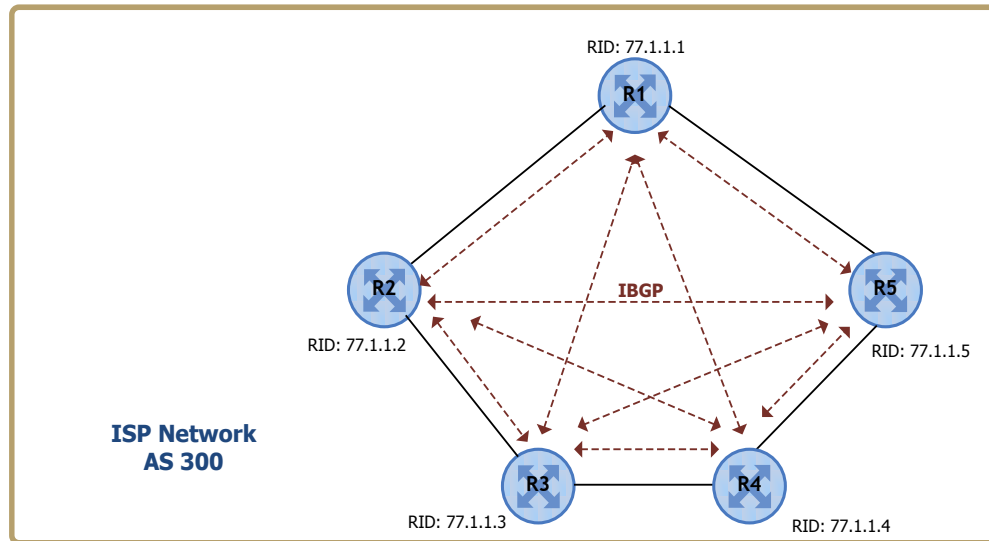 RID: 77.1.1.1
R1
R2
IBGP
R5
RID: 77.1.1.2
RID: 77.1.1.5
ISP Network
AS 300
R3
R4
RID: 77.1.1.3
RID: 77.1.1.4